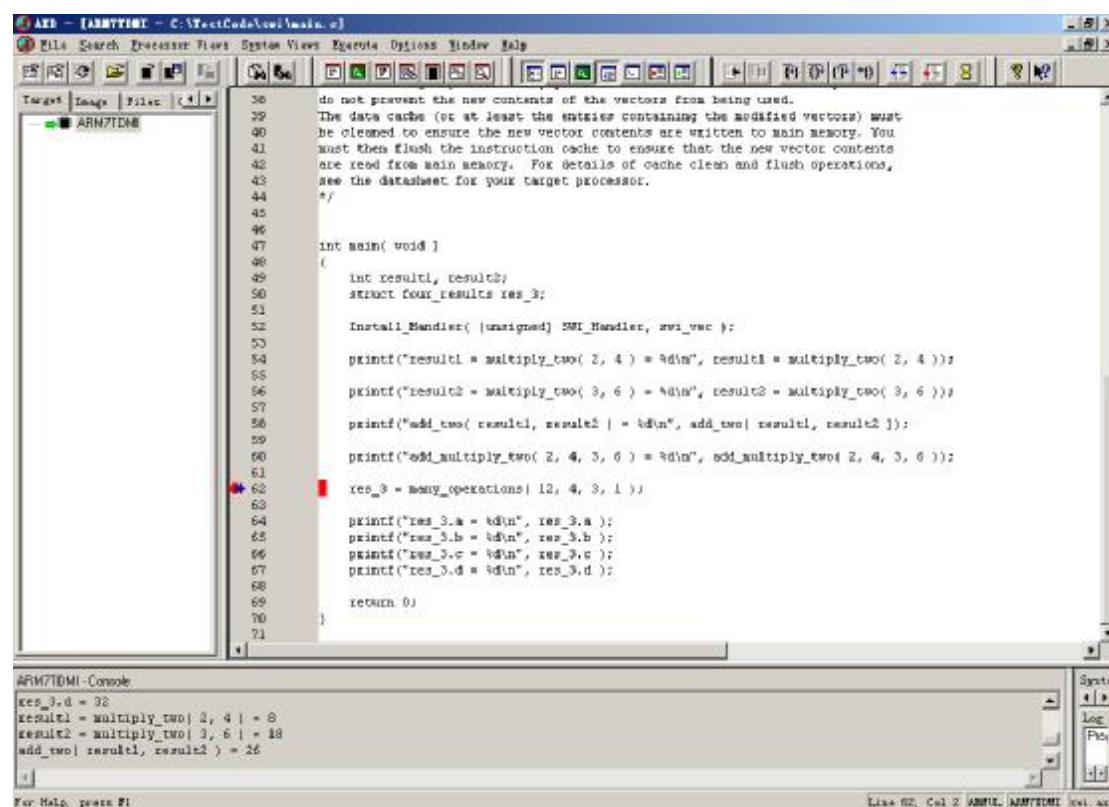 AXD - [ARM7TDMI - C:\TestCode\swi\main.c]
File Search Processor Views System Views Execute Options Window Help
Target Image Files
ARM7TDMI
38 do not prevent the new contents of the vectors from being used.
39 The data cache (or at least the entries containing the modified vectors) must
40 be cleaned to ensure the new vector contents are written to main memory. You
41 must then flush the instruction cache to ensure that the new vector contents
42 are read from main memory. For details of cache clean and flush operations,
43 see the datasheet for your target processor.
44 */
45
46
47 int main( void )
48 {
49 int result1, result2;
50 struct four_results res_3;
51
52 Install_Handler( (unsigned) SWI_Handler, swi_vec );
53
54 printf("result1 = multiply_two( 2, 4 ) = %d\n", result1 = multiply_two( 2, 4 ));
55
56 printf("result2 = multiply_two( 3, 6 ) = %d\n", result2 = multiply_two( 3, 6 ));
57
58 printf("add_two( result1, result2 ) = %d\n", add_two( result1, result2 ));
59
60 printf("add_multiply_two( 2, 4, 3, 6 ) = %d\n", add_multiply_two( 2, 4, 3, 6 ));
61
62 res_3 = many_operations( 12, 4, 3, 1 );
63
64 printf("res_3.a = %d\n", res_3.a );
65 printf("res_3.b = %d\n", res_3.b );
66 printf("res_3.c = %d\n", res_3.c );
67 printf("res_3.d = %d\n", res_3.d );
68
69 return 0;
70 }
71
ARM7TDMI - Console
res_3.d = 32
result1 = multiply_two( 2, 4 ) = 8
result2 = multiply_two( 3, 6 ) = 18
add_two( result1, result2 ) = 26
Syste
Log
For Help, press F1
Line 62, Col 2 ARMUL ARM7TDMI